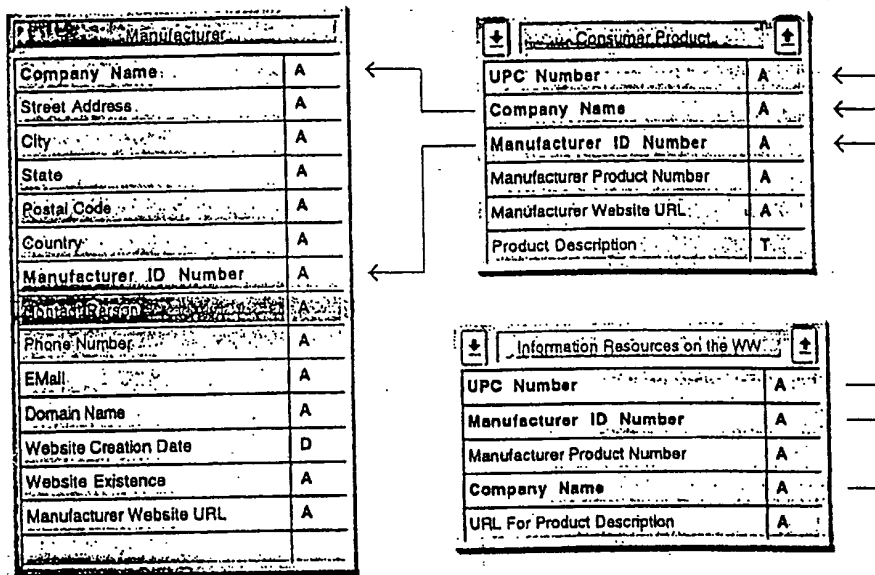 Manufacturer
Company Name A
Street Address A
City A
State A
Postal Code A
Country A
Manufacturer ID Number A
Contact Person A
Phone Number A
EMail A
Domain Name A
Website Creation Date D
Website Existence A
Manufacturer Website URL A
Consumer Product
UPC Number A
Company Name A
Manufacturer ID Number A
Manufacturer Product Number A
Manufacturer Website URL A
Product Description T
Information Resources on the WW
UPC Number A
Manufacturer ID Number A
Manufacturer Product Number A
Company Name A
URL For Product Description A